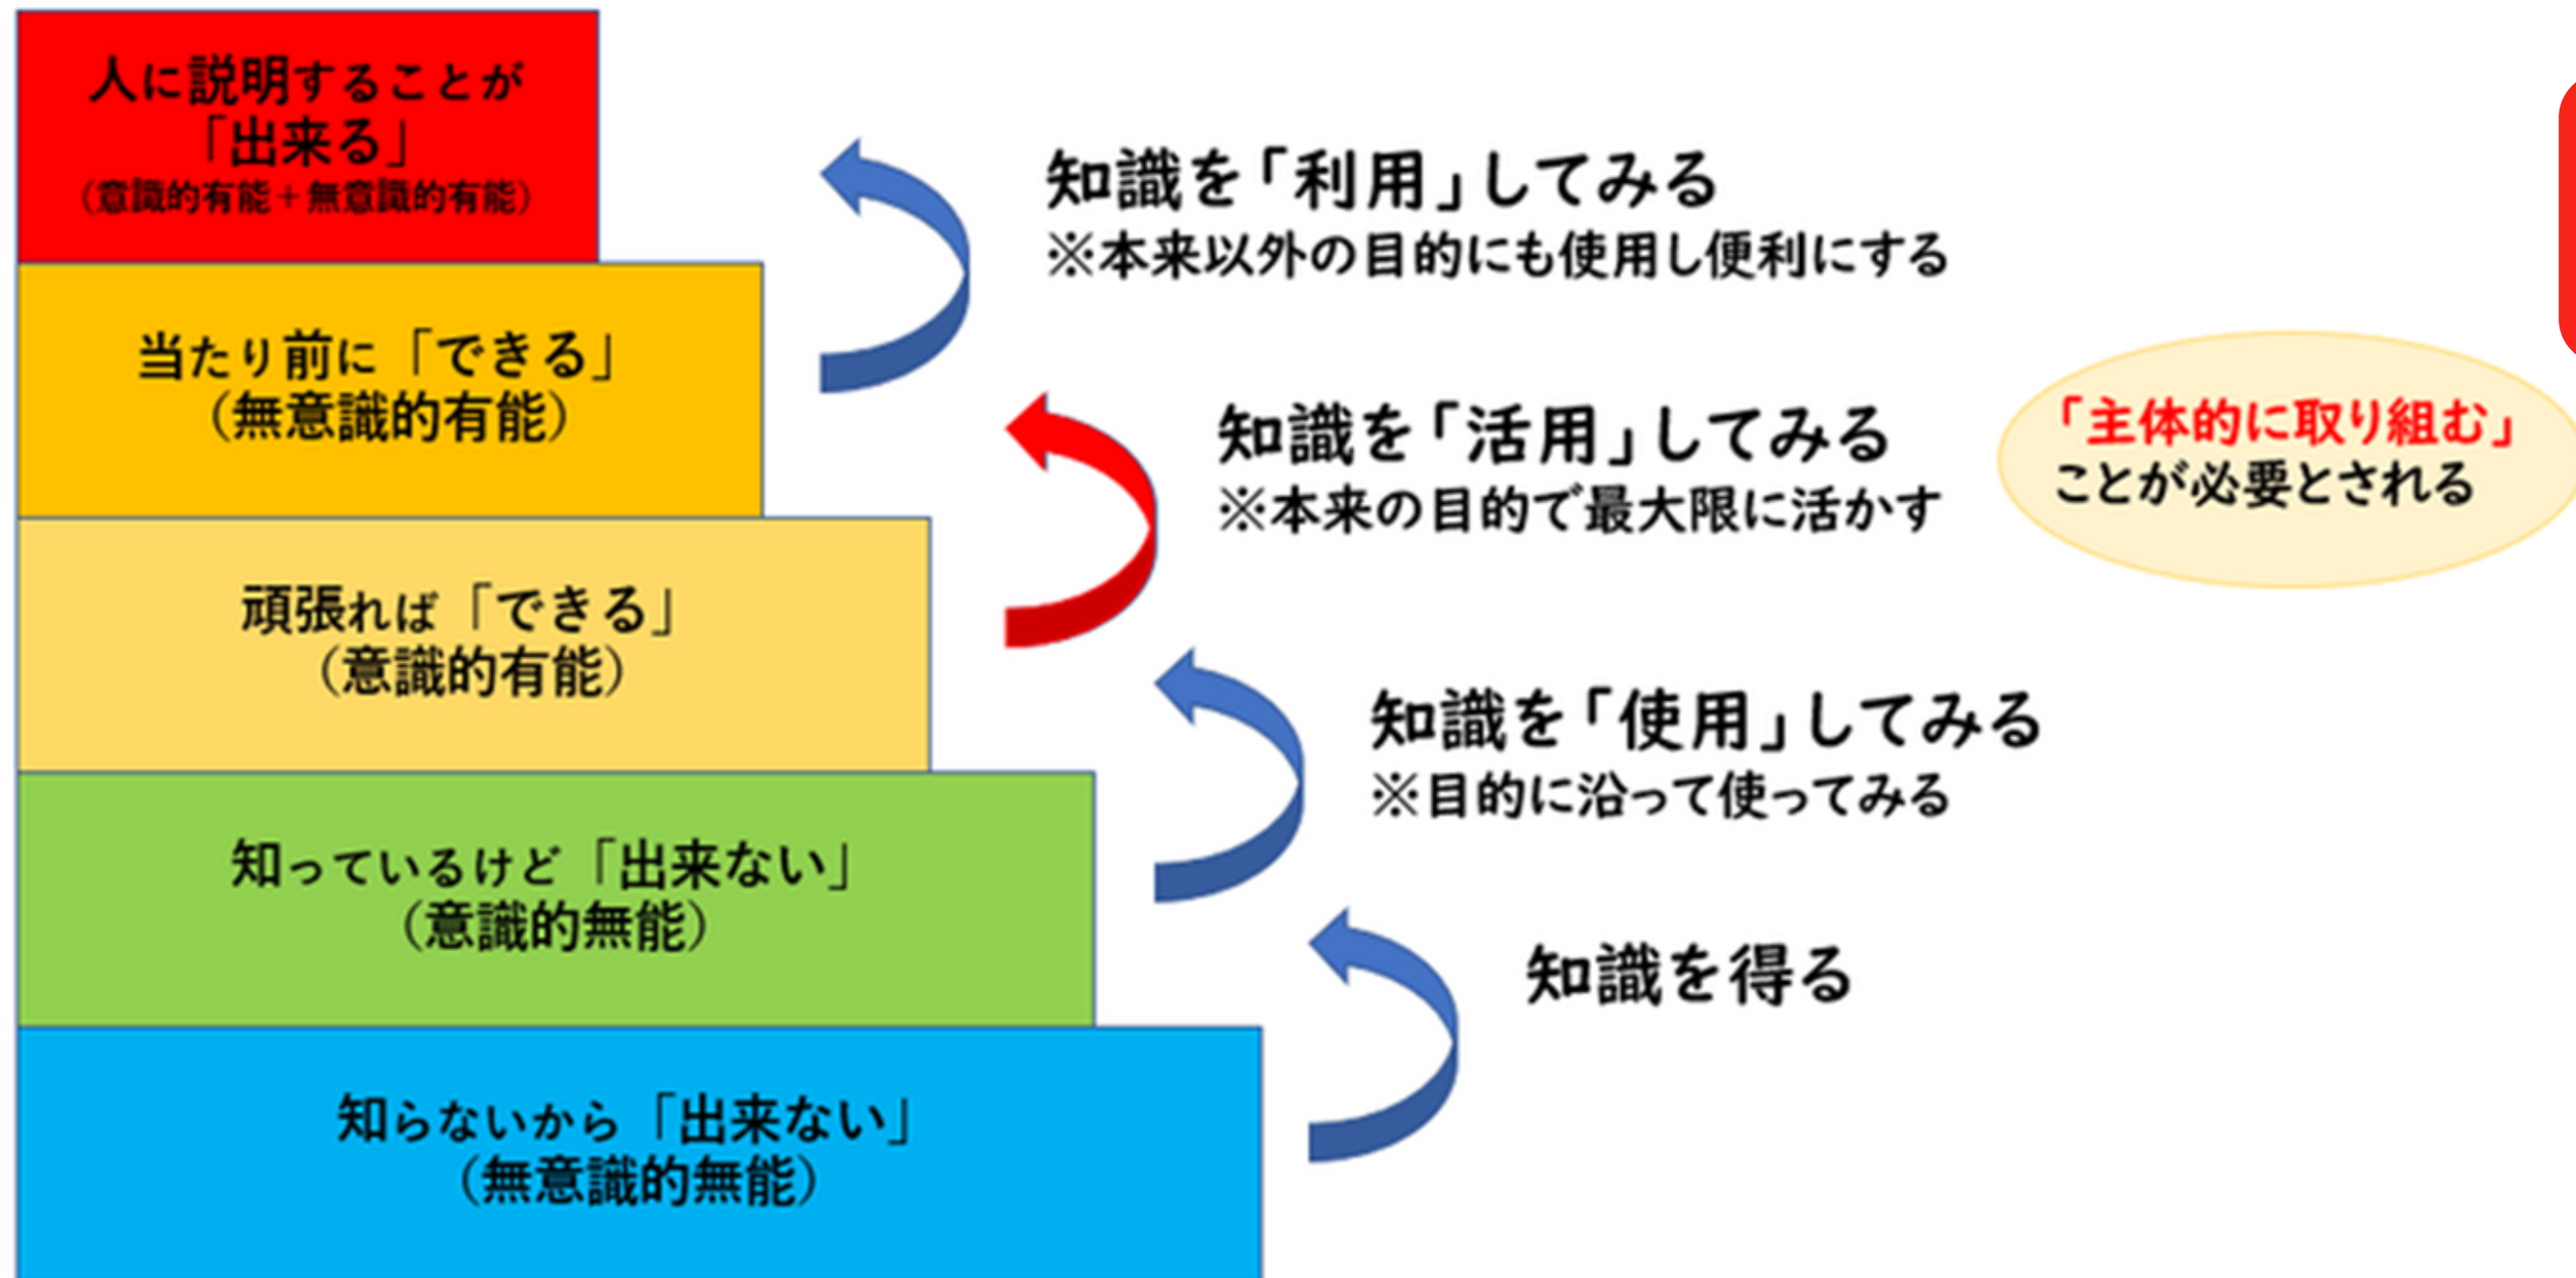 人に説明することが
「出来る」
（意識的有能＋無意識的有能）
知識を「利用」してみる
※本来以外の目的にも使用し便利にする
当たり前に「できる」
（無意識的有能）
知識を「活用」してみる
※本来の目的で最大限に活かす
「主体的に取り組む」
ことが必要とされる
頑張れば「できる」
（意識的有能）
知識を「使用」してみる
※目的に沿って使ってみる
知っているけど「出来ない」
（意識的無能）
知識を得る
知らないから「出来ない」
（無意識的無能）